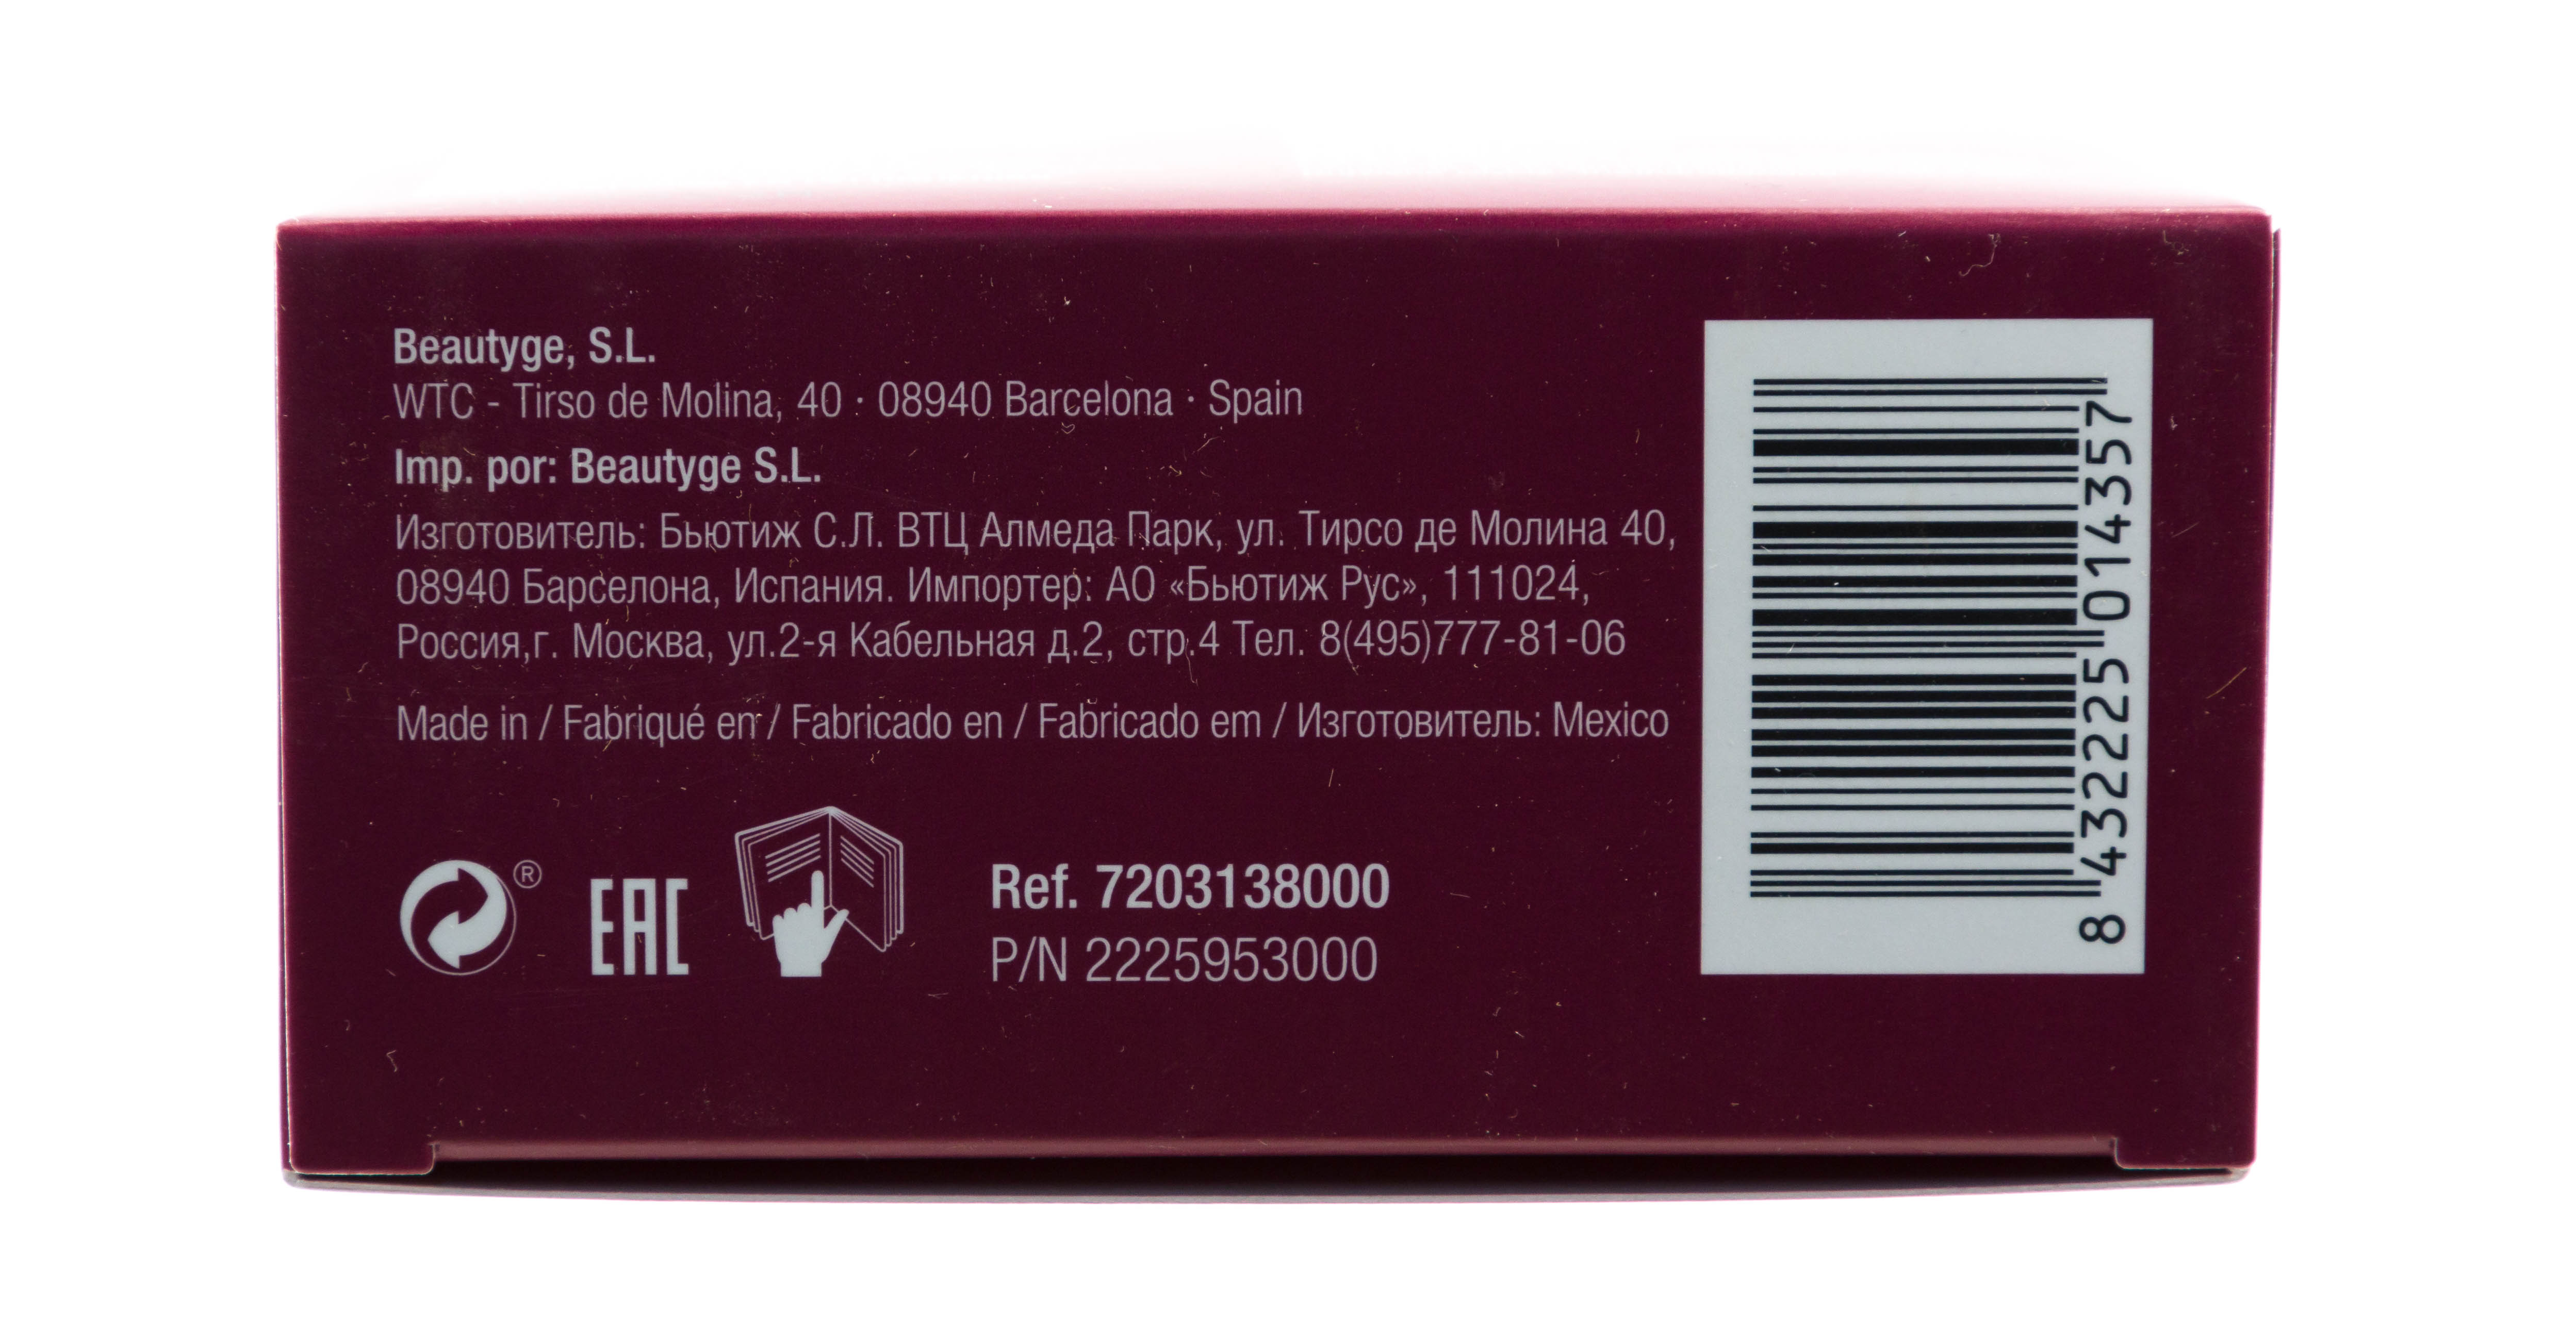 Beautyge, S.L.
WTC - Tirso de Molina, 40 · 08940 Barcelona · Spain
Imp. por: Beautyge S.L.
Изготовитель: Бьютиж С.Л. ВТЦ Алмеда Парк, ул. Тирсо де Молина 40,
08940 Барселона, Испания. Импортер: АО «Бьютиж Рус», 111024,
Россия,г. Москва, ул.2-я Кабельная д.2, стр.4 Тел. 8(495)777-81-06
Made in / Fabriqué en / Fabricado en / Fabricado em / Изготовитель: Mexico
®
EAC
Ref. 7203138000
P/N 2225953000
8 432225 014357